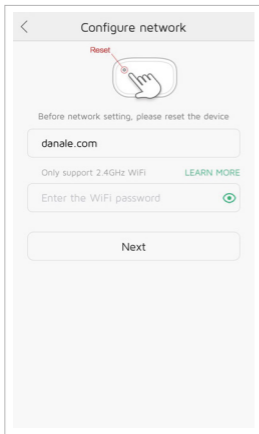 Configure network
Reset
Before network setting, please reset the device
danale.com
Only support 2.4GHz WiFi LEARN MORE
Enter the WiFi password
Next